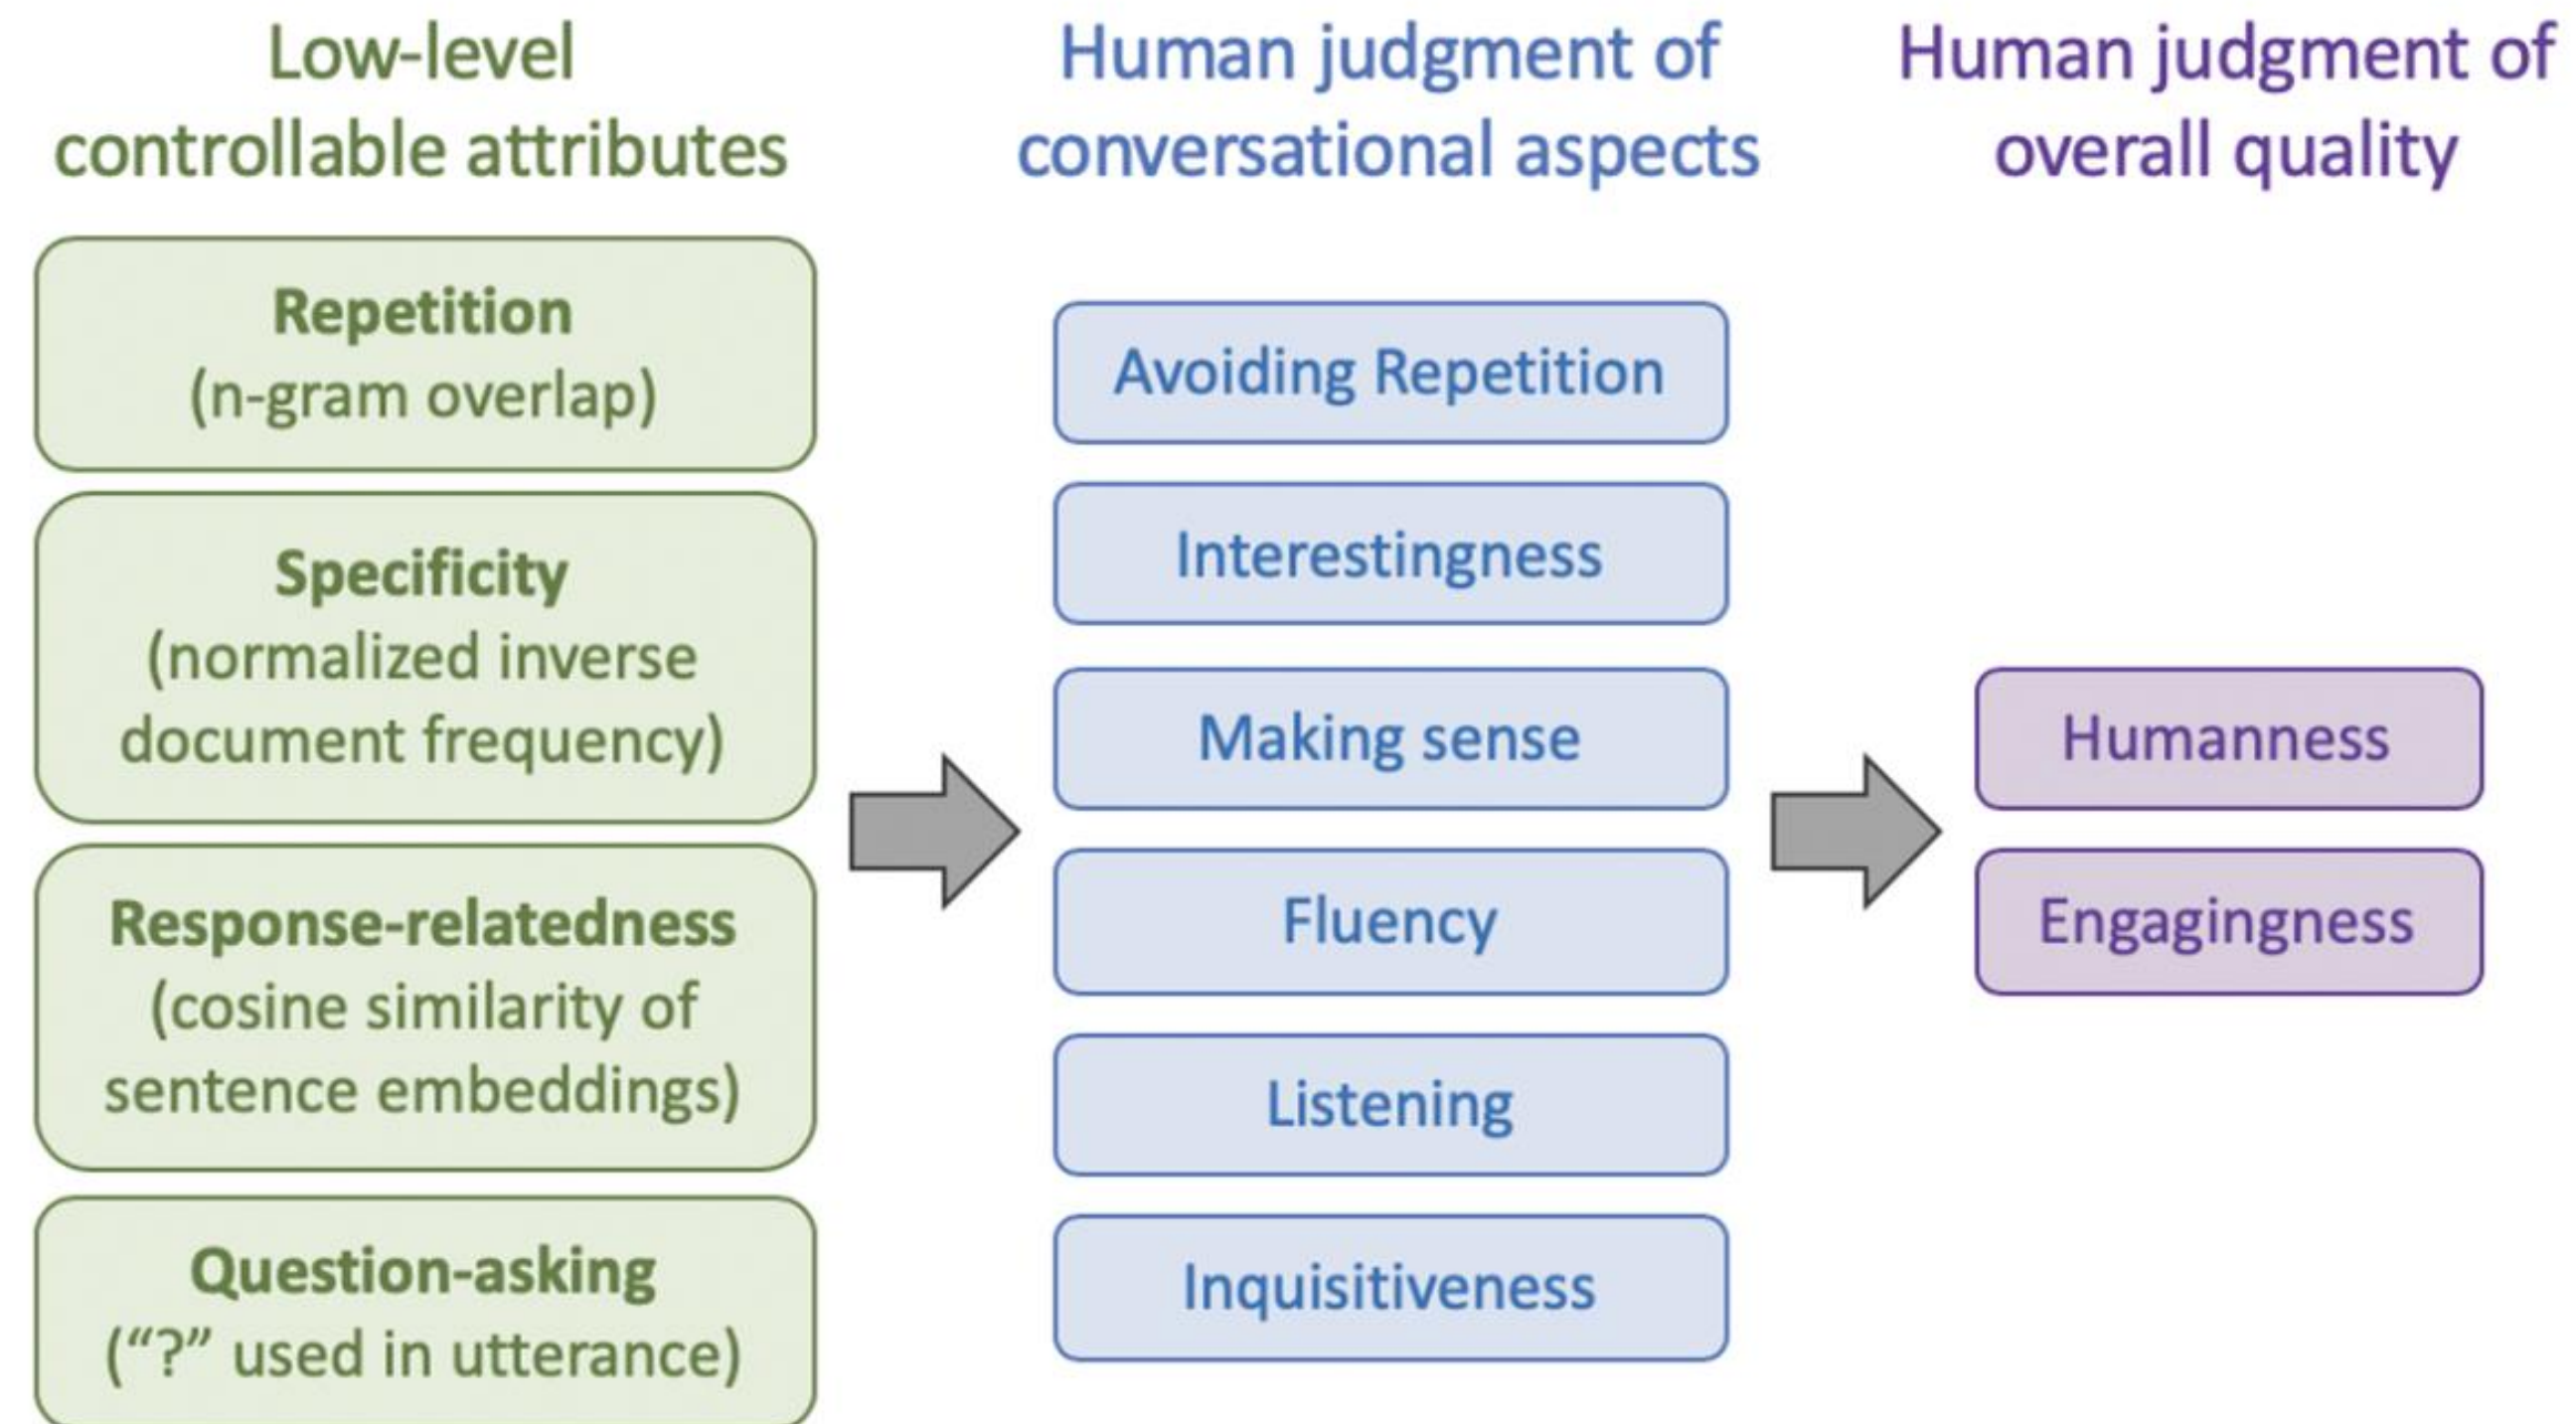 Low-level
controllable attributes
Repetition
(n-gram overlap)
Specificity
(normalized inverse
document frequency)
Response-relatedness
(cosine similarity of
sentence embeddings)
Question-asking
(“?” used in utterance)
Human judgment of
conversational aspects
Avoiding Repetition
Interestingness
Making sense
Fluency
Listening
Inquisitiveness
Human judgment of
overall quality
Humanness
Engagingness